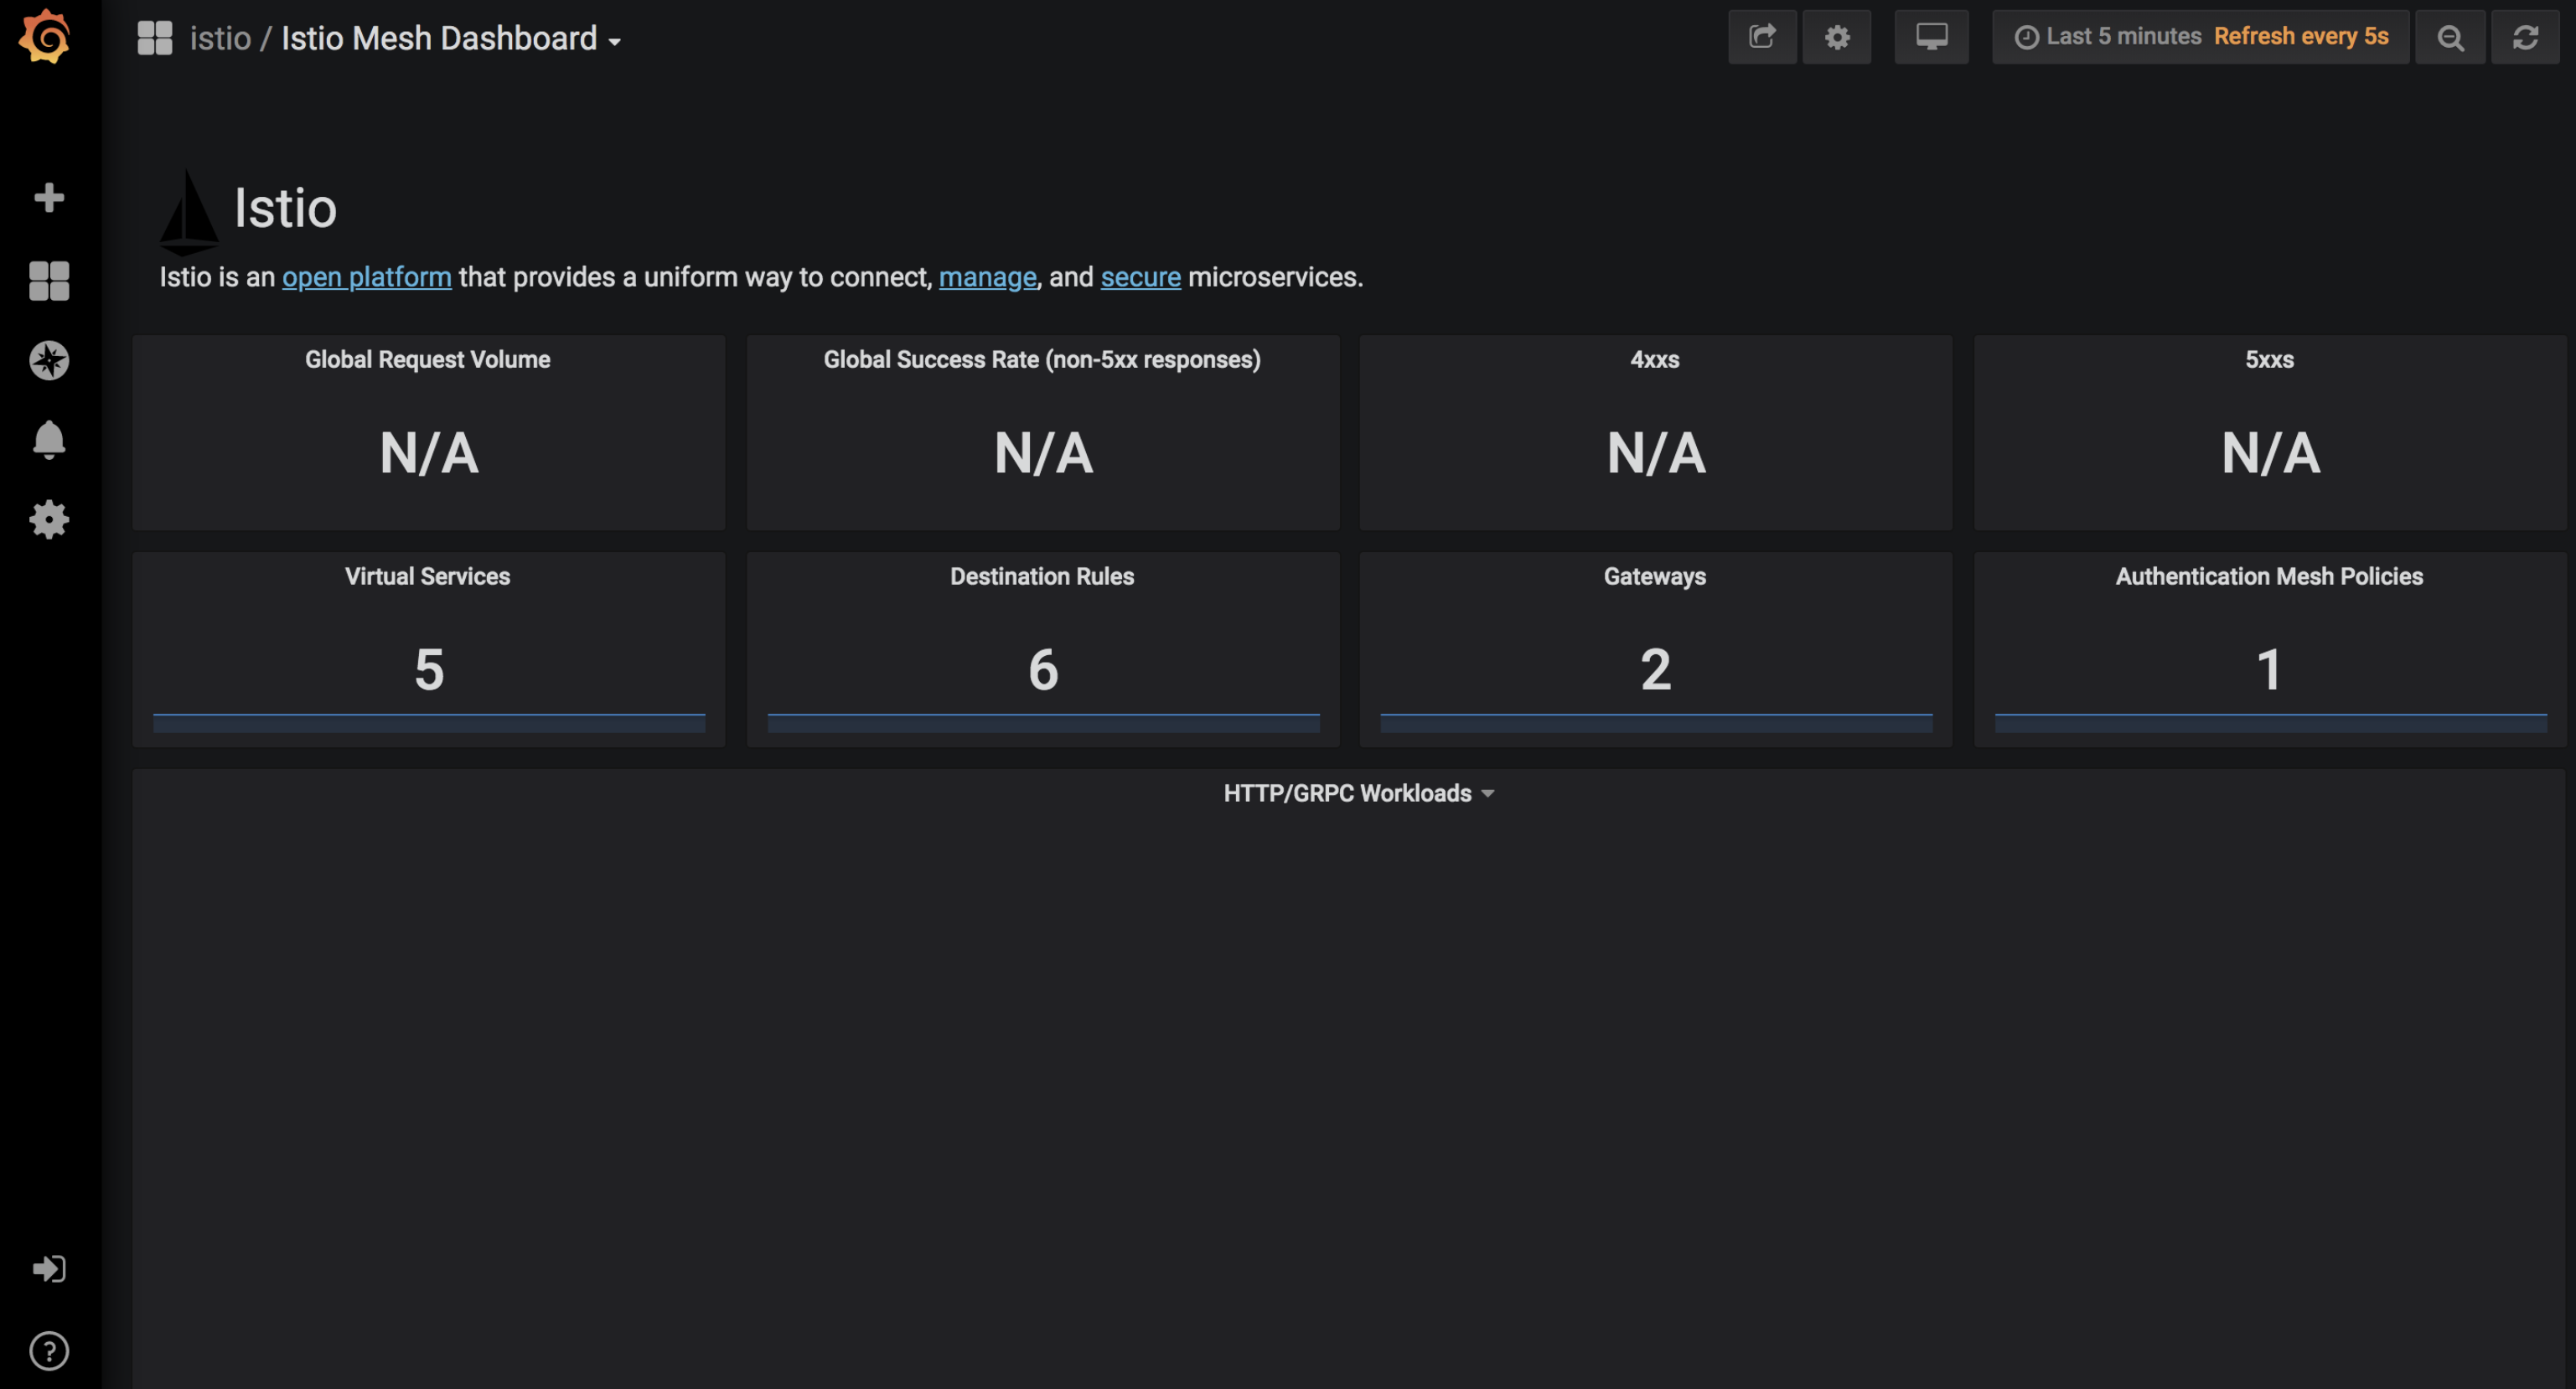 istio / Istio Mesh Dashboard
Last 5 minutes Refresh every 5s
Istio
Istio is an open platform that provides a uniform way to connect, manage, and secure microservices.
Global Request Volume
N/A
Global Success Rate (non-5xx responses)
N/A
4xxs
N/A
5xxs
N/A
Virtual Services
5
Destination Rules
6
Gateways
2
Authentication Mesh Policies
1
HTTP/GRPC Workloads